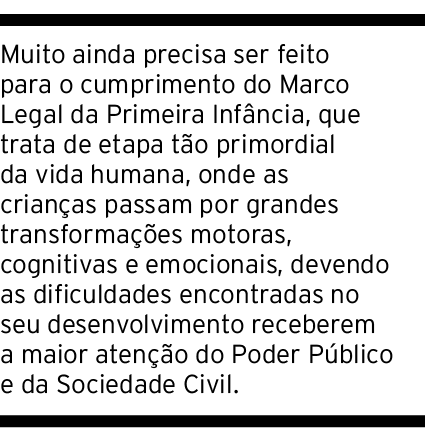 Muito ainda precisa ser feito
para o cumprimento do Marco
Legal da Primeira Infância, que
trata de etapa tão primordial
da vida humana, onde as
crianças passam por grandes
transformações motoras,
cognitivas e emocionais, devendo
as dificuldades encontradas no
seu desenvolvimento receberem
a maior atenção do Poder Público
e da Sociedade Civil.